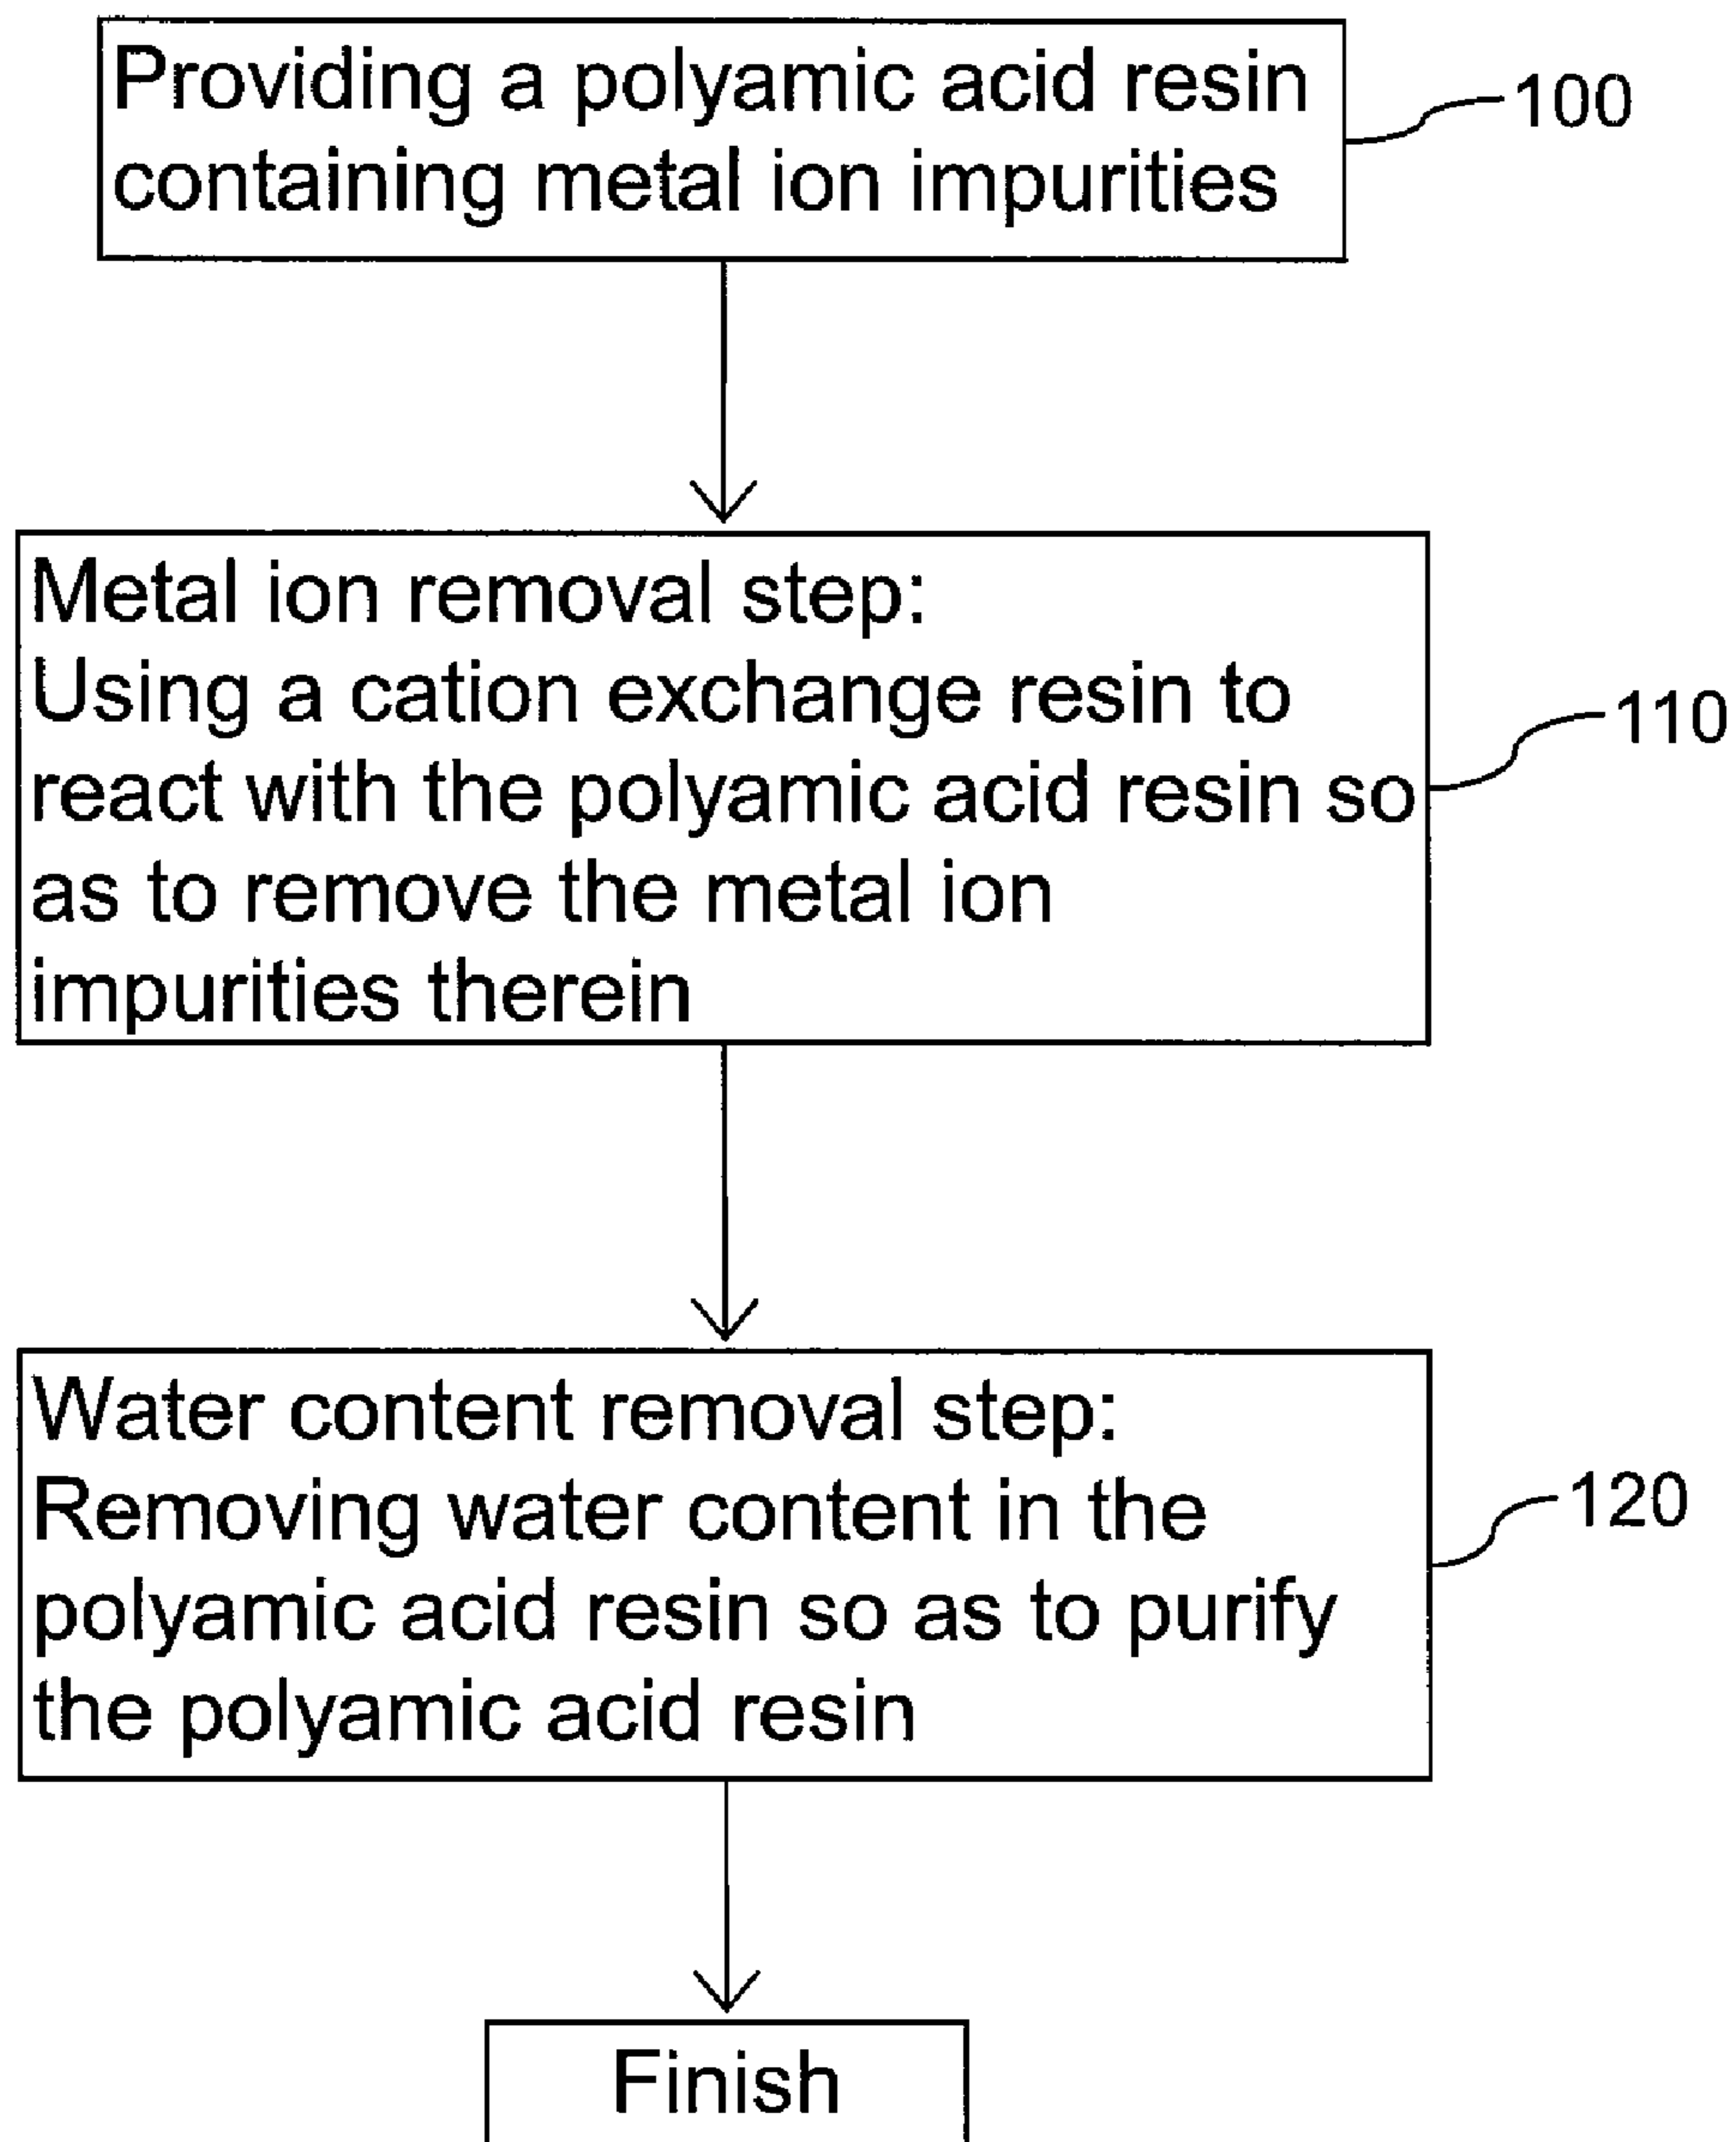 Providing a polyamic acid resin
containing metal ion impurities
100
Metal ion removal step:
Using a cation exchange resin to
react with the polyamic acid resin so
as to remove the metal ion
impurities therein
110
Water content removal step:
Removing water content in the
polyamic acid resin so as to purify
the polyamic acid resin
120
Finish